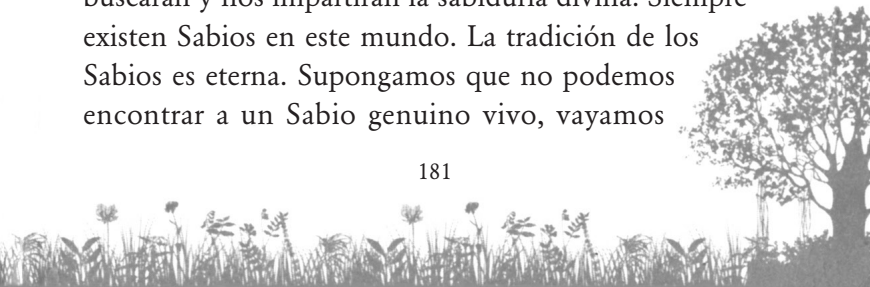 buscarán y nos impartirán la sabiduría divina. Siempre
existen Sabios en este mundo. La tradición de los
Sabios es eterna. Supongamos que no podemos
encontrar a un Sabio genuino vivo, vayamos
181